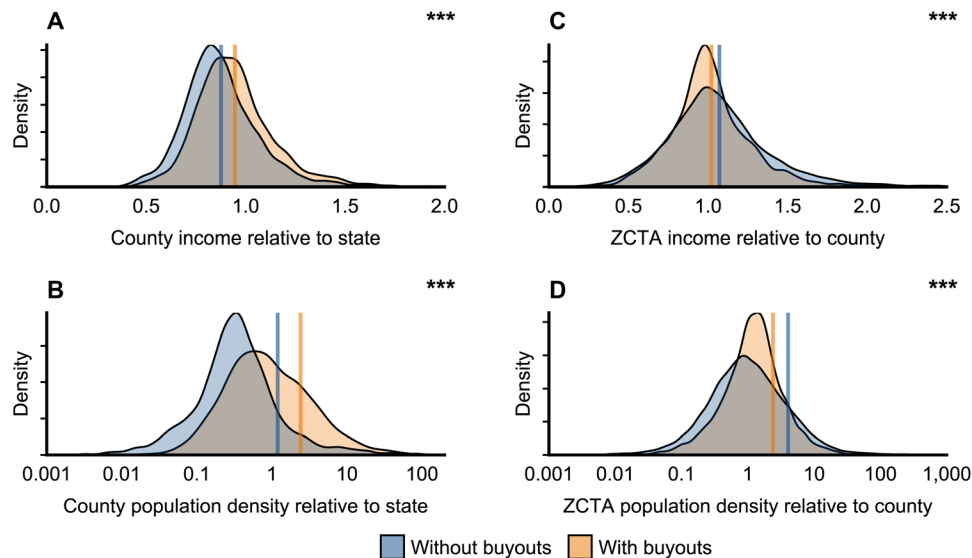 A
***
Density
0.0 0.5 1.0 1.5 2.0
County income relative to state
C
***
Density
0.0 0.5 1.0 1.5 2.0 2.5
ZCTA income relative to county
B
***
Density
0.001 0.01 0.1 1 10 100
County population density relative to state
D
***
Density
0.001 0.01 0.1 1 10 100 1,000
ZCTA population density relative to county
Without buyouts With buyouts